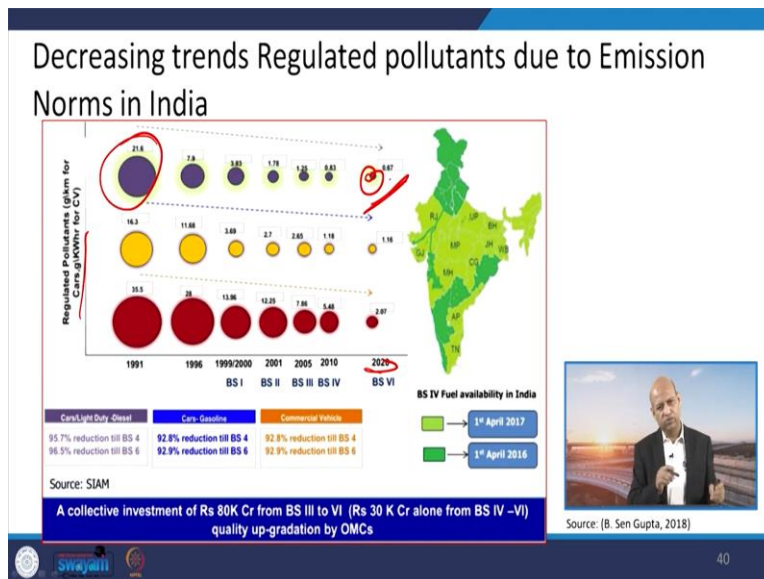 Decreasing trends Regulated pollutants due to Emission
Norms in India
Regulated Pollutants (g\km for
Cars,g\KWhr for CV)
21.6
7.9
3.83
1.78
1.25
0.83
0.67
16.3
11.68
3.69
2.7
2.65
1.18
1.16
35.5
28
13.96
12.25
7.86
5.48
2.07
1991 1996 1999/2000 2001 2005 2010 2020
BS I BS II BS III BS IV BS VI
RJ
UP
BH
GJ
MP
JH
WB
CG
MH
AP
TN
BS IV Fuel availability in India
1st April 2017
1st April 2016
Cars/Light Duty -Diesel
95.7% reduction till BS 4
96.5% reduction till BS 6
Cars- Gasoline
92.8% reduction till BS 4
92.9% reduction till BS 6
Commercial Vehicle
92.8% reduction till BS 4
92.9% reduction till BS 6
Source: SIAM
A collective investment of Rs 80K Cr from BS III to VI (Rs 30 K Cr alone from BS IV –VI)
quality up-gradation by OMCs
Source: (B. Sen Gupta, 2018)
swayam
40